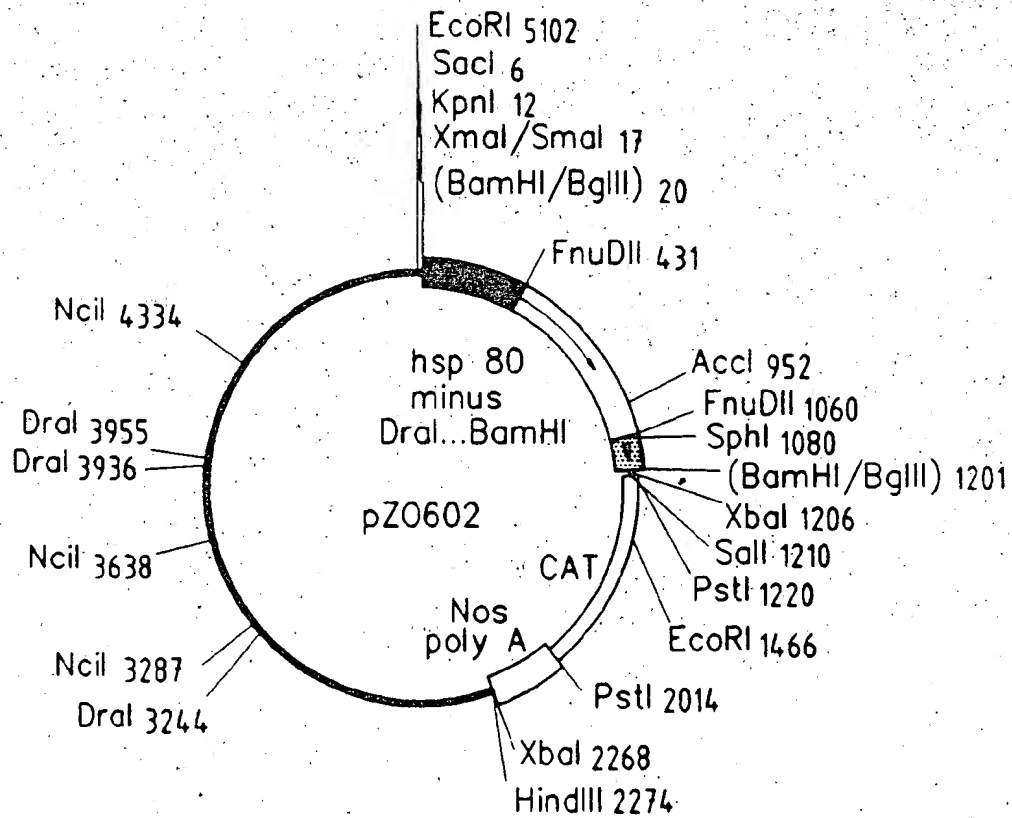 EcoRI 5102
SacI 6
KpnI 12
XmaI/SmaI 17
(BamHI/BglII) 20
FnuDII 431
NciI 4334
hsp 80
minus
DraI...BamHI
AccI 952
FnuDII 1060
SphI 1080
(BamHI/BglII) 1201
XbaI 1206
SalI 1210
PstI 1220
EcoRI 1466
DraI 3955
DraI 3936
pZ0602
NciI 3638
CAT
Nos
poly A
NciI 3287
DraI 3244
PstI 2014
XbaI 2268
HindIII 2274